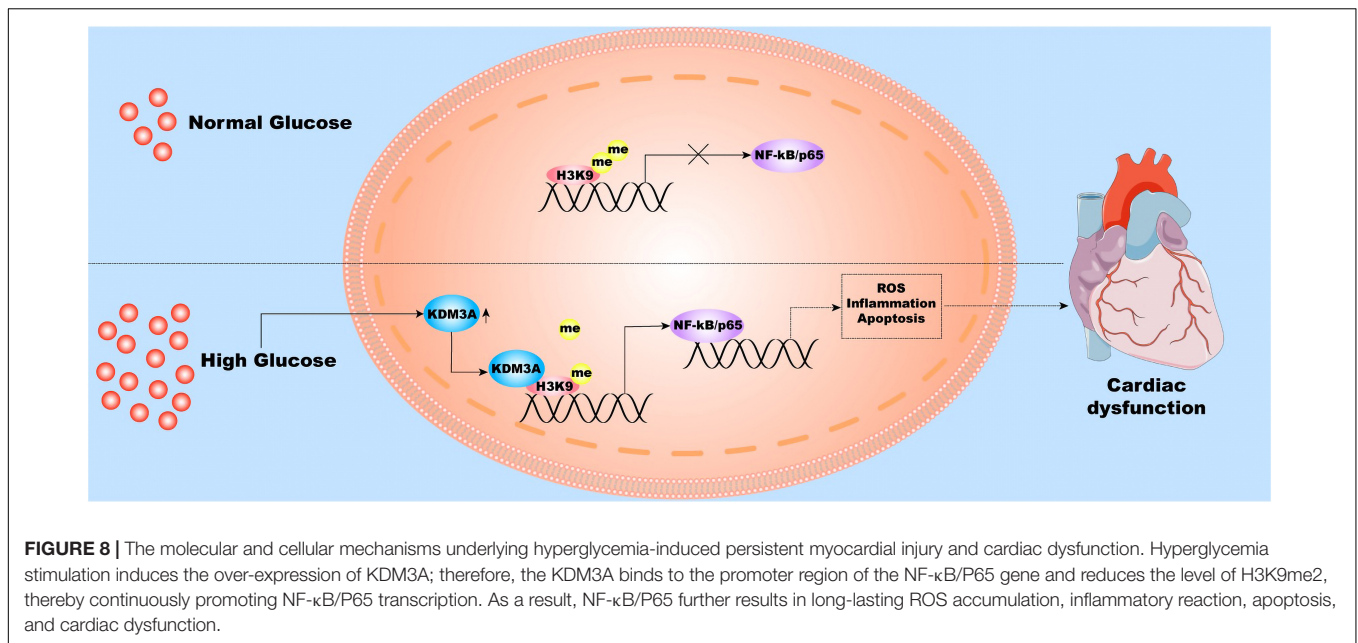 Normal Glucose
me
me
H3K9
NF-kB/p65
High Glucose
KDM3A
me
KDM3A
me
H3K9
NF-kB/p65
ROS
Inflammation
Apoptosis
Cardiac
dysfunction
FIGURE 8 | The molecular and cellular mechanisms underlying hyperglycemia-induced persistent myocardial injury and cardiac dysfunction. Hyperglycemia
stimulation induces the over-expression of KDM3A; therefore, the KDM3A binds to the promoter region of the NF-κB/P65 gene and reduces the level of H3K9me2,
thereby continuously promoting NF-κB/P65 transcription. As a result, NF-κB/P65 further results in long-lasting ROS accumulation, inflammatory reaction, apoptosis,
and cardiac dysfunction.